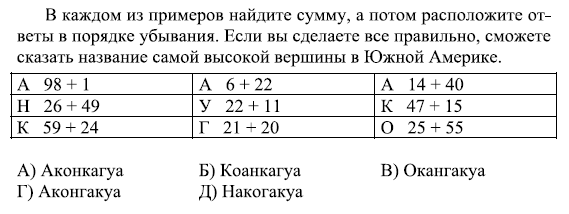 В каждом из примеров найдите сумму, а потом расположите от-
веты в порядке убывания. Если вы сделаете все правильно, сможете
сказать название самой высокой вершины в Южной Америке.
А 98 + 1 А 6 + 22 А 14 + 40
Н 26 + 49 У 22 + 11 К 47 + 15
К 59 + 24 Г 21 + 20 О 25 + 55
А) Аконкагуа Б) Коанкагуа В) Окангакуа
Г) Аконгакуа Д) Накогакуа